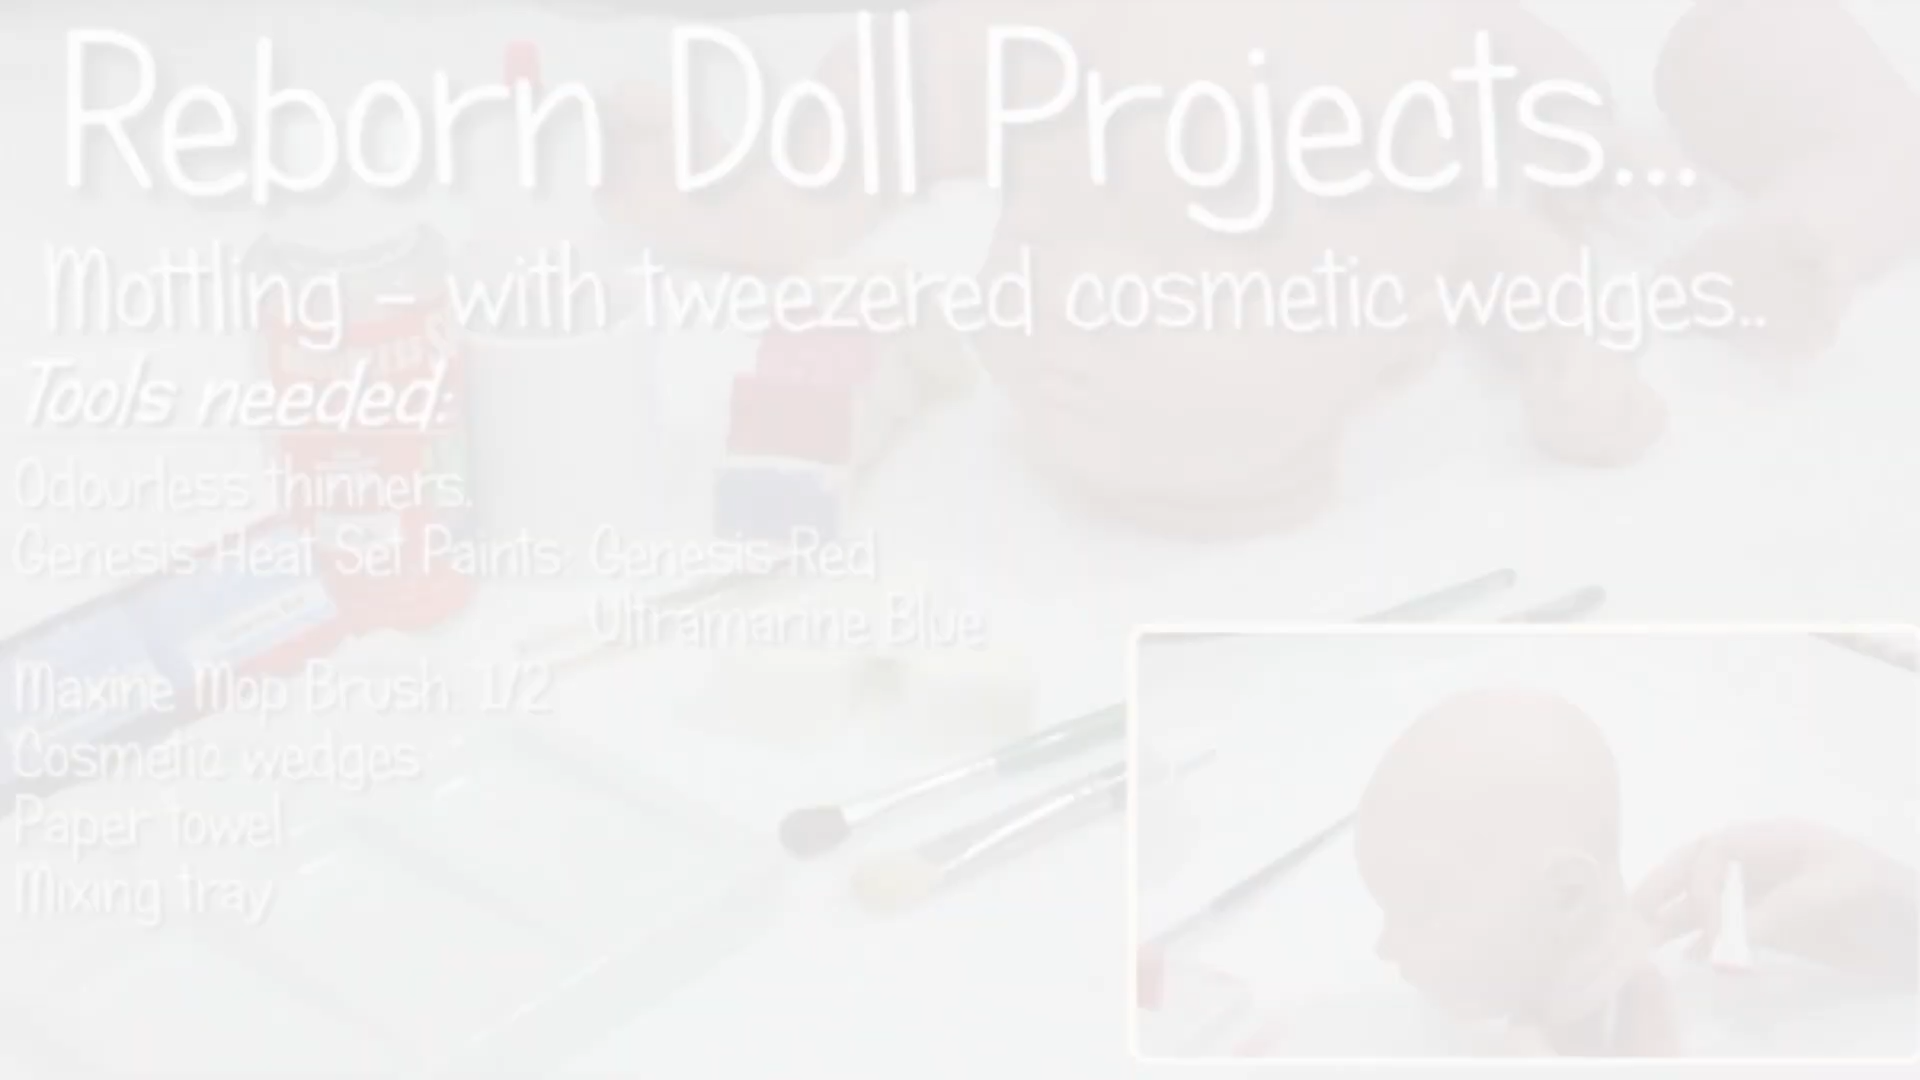 Reborn Doll Projects...
Mottling - with tweezered cosmetic wedges..
Tools needed:
Odourless thinners.
Genesis Heat Set Paints: Genesis Red
Ultramarine Blue
Maxine Mop Brush: 1/2
Cosmetic wedges
Paper towel
Mixing tray